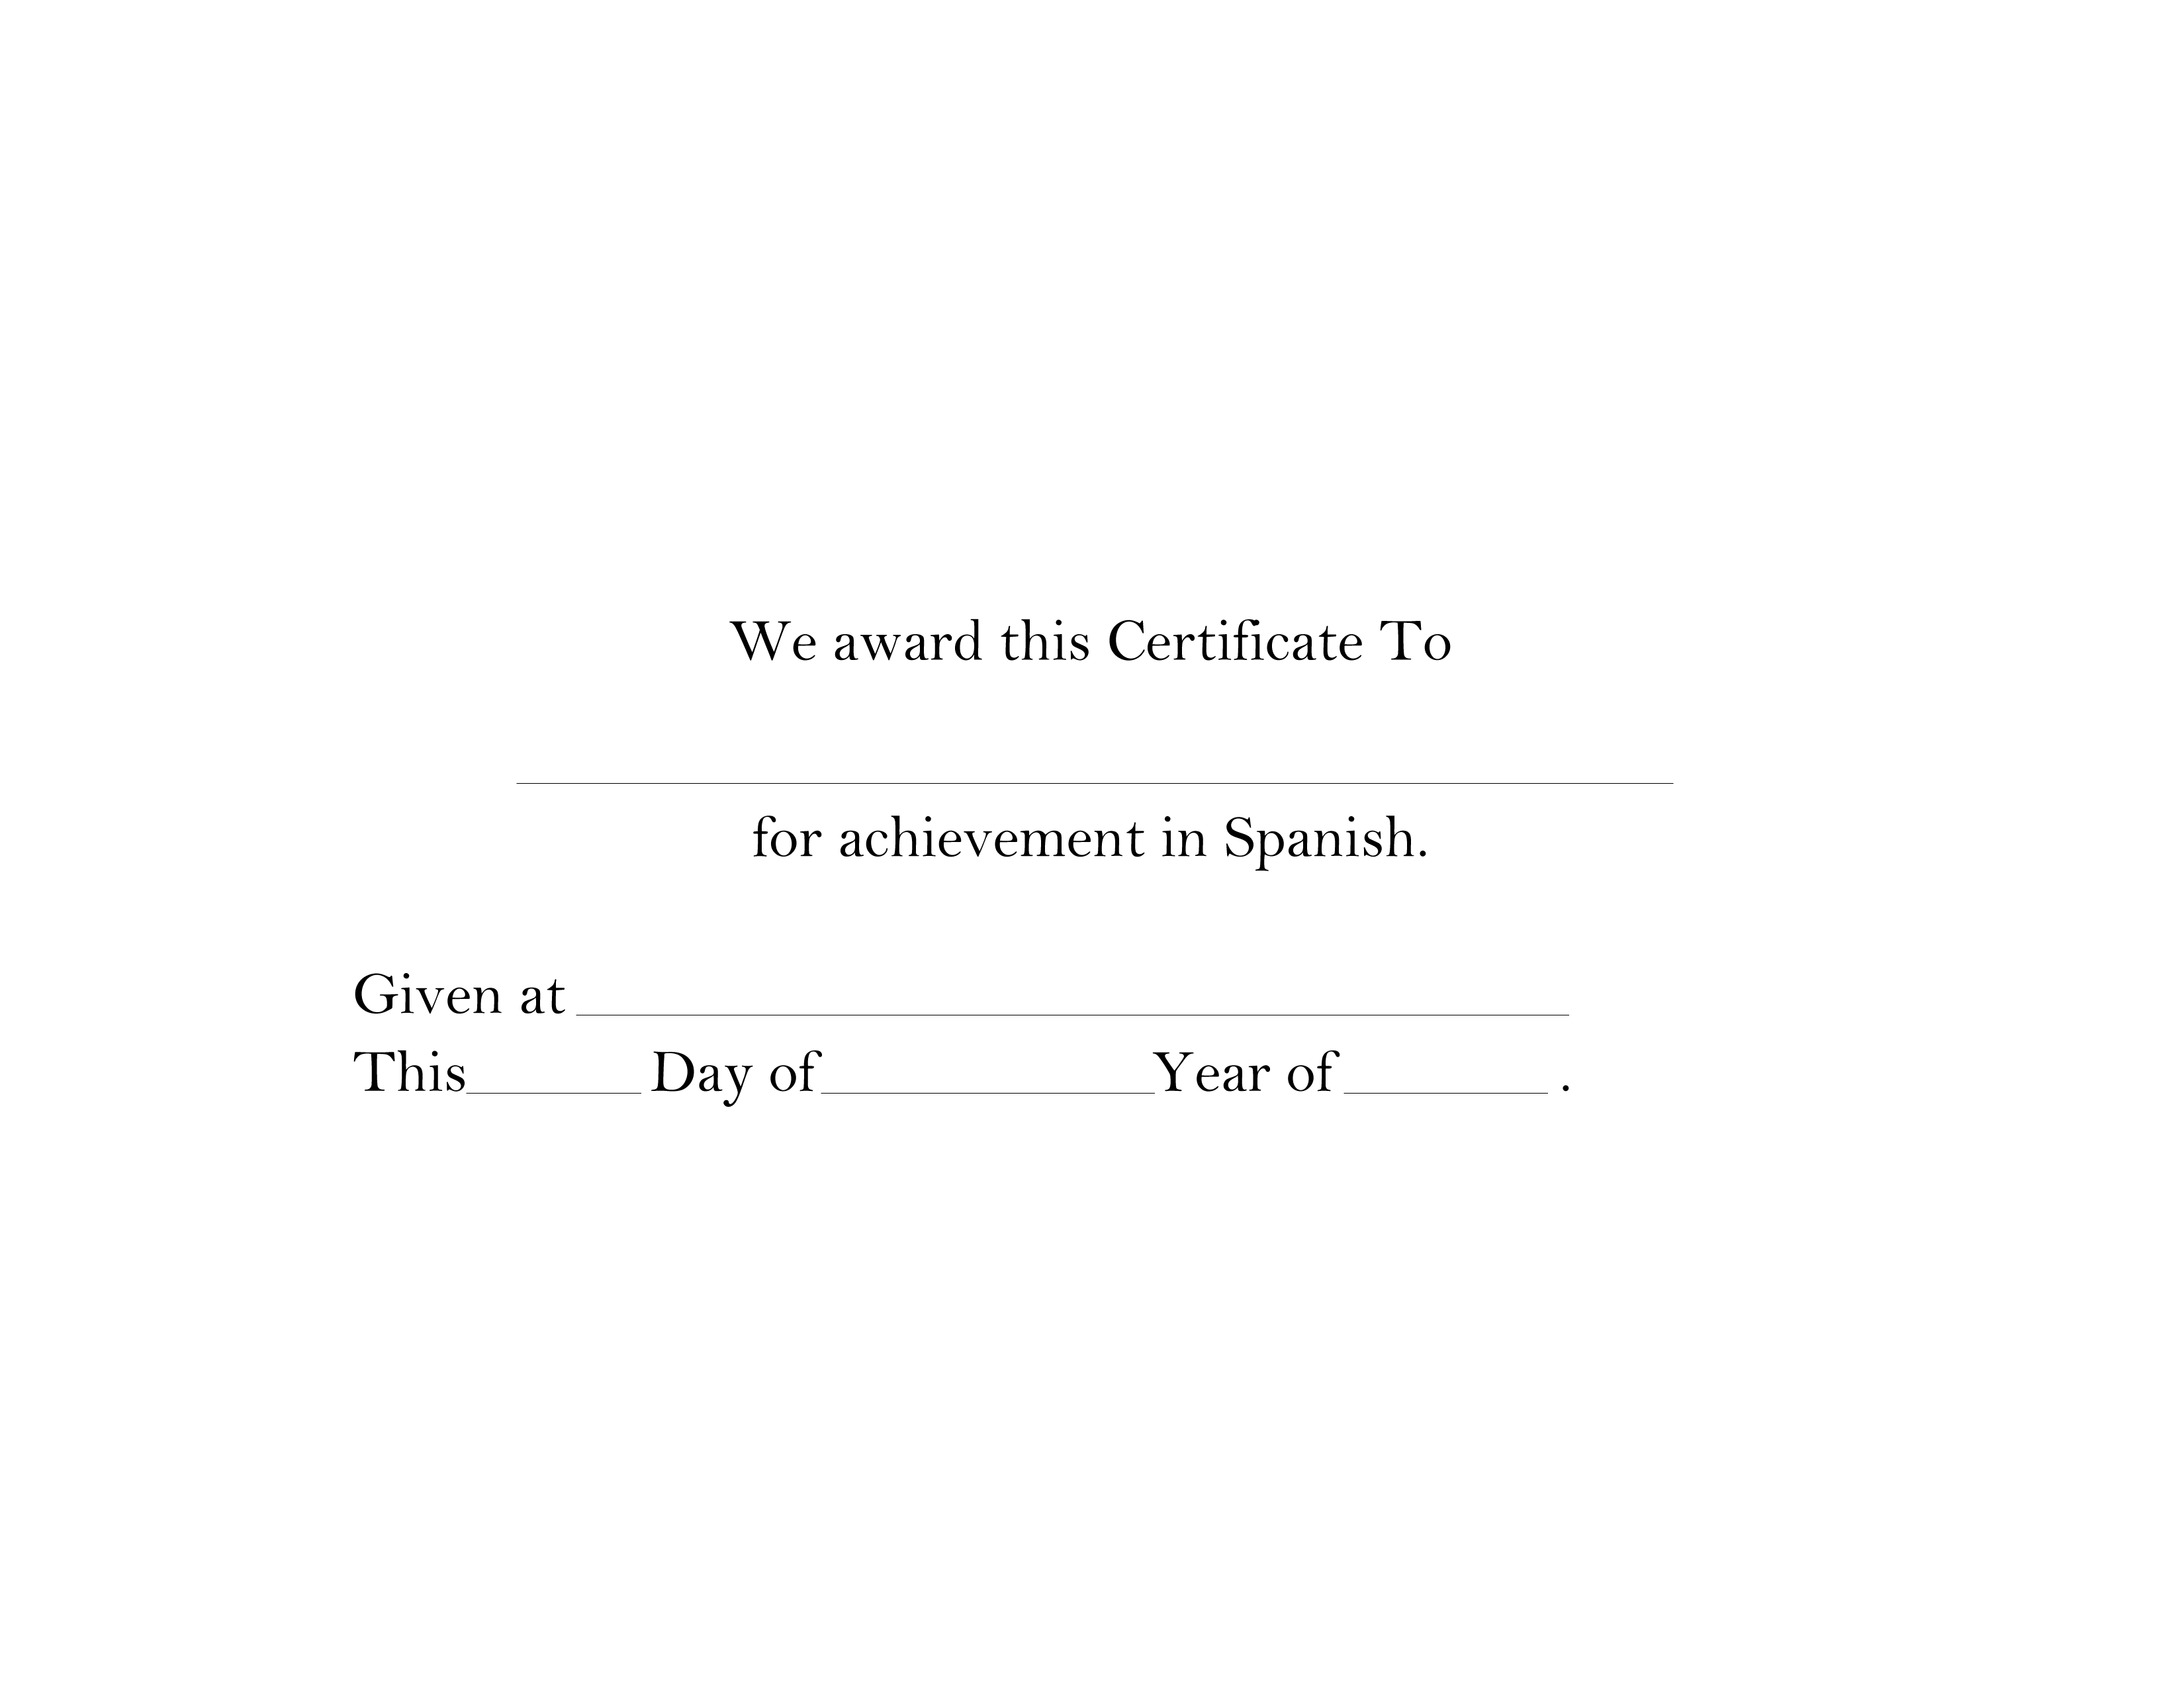 We award this Certificate To
for achievement in Spanish.
Given at
This Day of Year of .